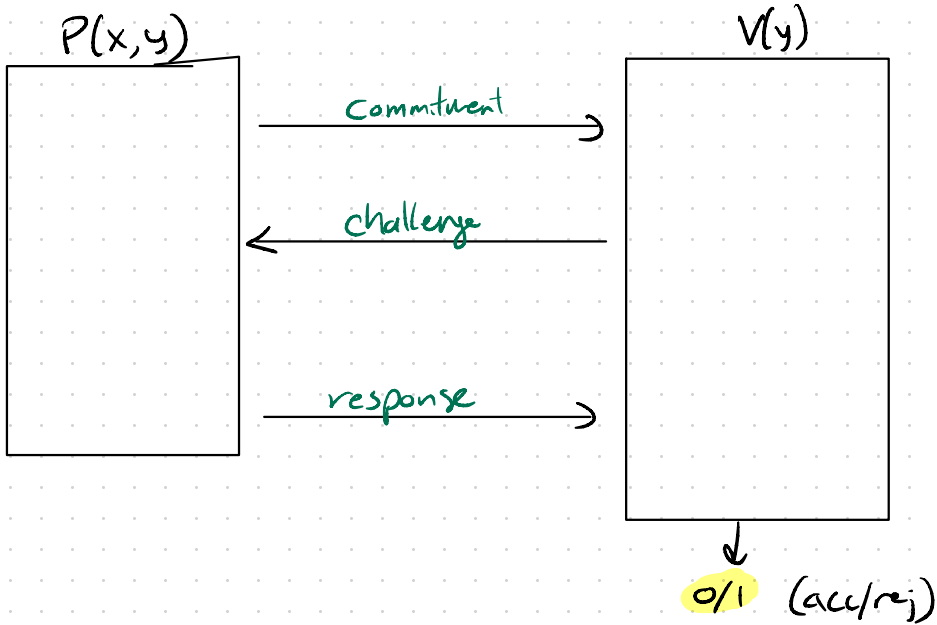 P(x,y)
V(y)
commitment
challenge
response
0/1 (acc/rej)